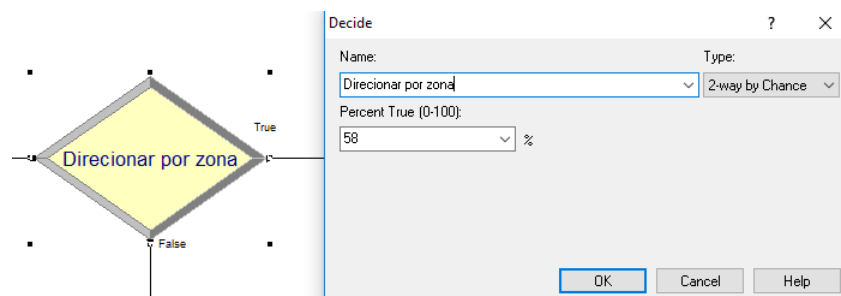 Decide
? X
Name:
Type:
Direcionar por zona
2-way by Chance
Percent True (0-100):
58
%
True
Direcionar por zona
False
OK
Cancel
Help